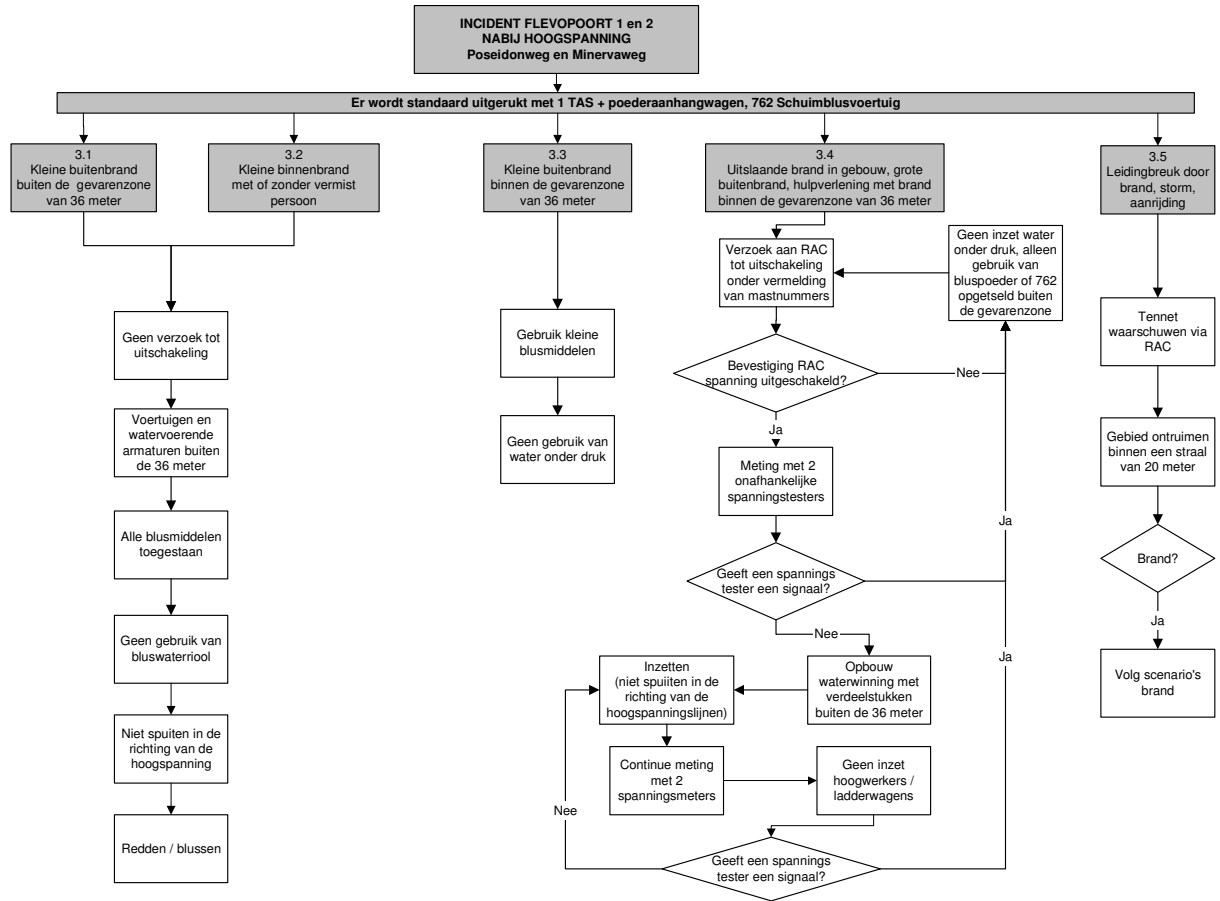 INCIDENT FLEVOPOORT 1 en 2
NABIJ HOOGSPANNING
Poseidonweg en Minervaweg
Er wordt standaard uitgerukt met 1 TAS + poederaanhangwagen, 762 Schuimblusvoertuig
3.1
Kleine buitenbrand
buiten de gevarenzone
van 36 meter
3.2
Kleine binnenbrand
met of zonder vermist
persoon
3.3
Kleine buitenbrand
binnen de gevarenzone
van 36 meter
3.4
Uitslaande brand in gebouw, grote
buitenbrand, hulpverlening met brand
binnen de gevarenzone van 36 meter
3.5
Leidingbreuk door
brand, storm,
aanrijding
Geen verzoek tot
uitschakeling
Voertuigen en
watervoerende
armaturen buiten
de 36 meter
Alle blusmiddelen
toegestaan
Geen gebruik van
bluswaterriool
Niet spuiten in de
richting van de
hoogspanning
Redden / blussen
Gebruik kleine
blusmiddelen
Geen gebruik van
water onder druk
Verzoek aan RAC
tot uitschakeling
onder vermelding
van mastnummers
Geen inzet water
onder druk, alleen
gebruik van
bluspoeder of 762
opgetseld buiten
de gevarenzone
Bevestiging RAC
spanning uitgeschakeld?
Nee
Ja
Meting met 2
onafhankelijke
spanningstesters
Ja
Geeft een spannings
tester een signaal?
Nee
Ja
Opbouw
waterwinning met
verdeelstukken
buiten de 36 meter
Inzetten
(niet spuiiten in de
richting van de
hoogspanningslijnen)
Continue meting
met 2
spanningsmeters
Geen inzet
hoogwerkers /
ladderwagens
Nee
Geeft een spannings
tester een signaal?
Tennet
waarschuwen via
RAC
Gebied ontruimen
binnen een straal
van 20 meter
Brand?
Ja
Volg scenario's
brand